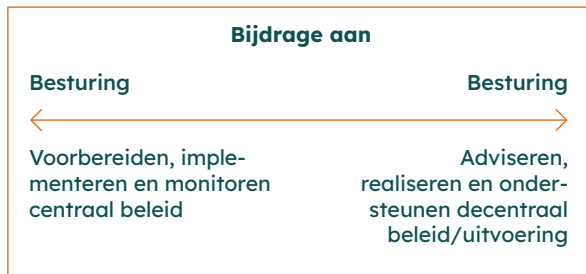 Bijdrage aan
Besturing
Besturing
Voorbereiden, imple-
menteren en monitoren
centraal beleid
Adviseren,
realiseren en onder-
steunen decentraal
beleid/uitvoering